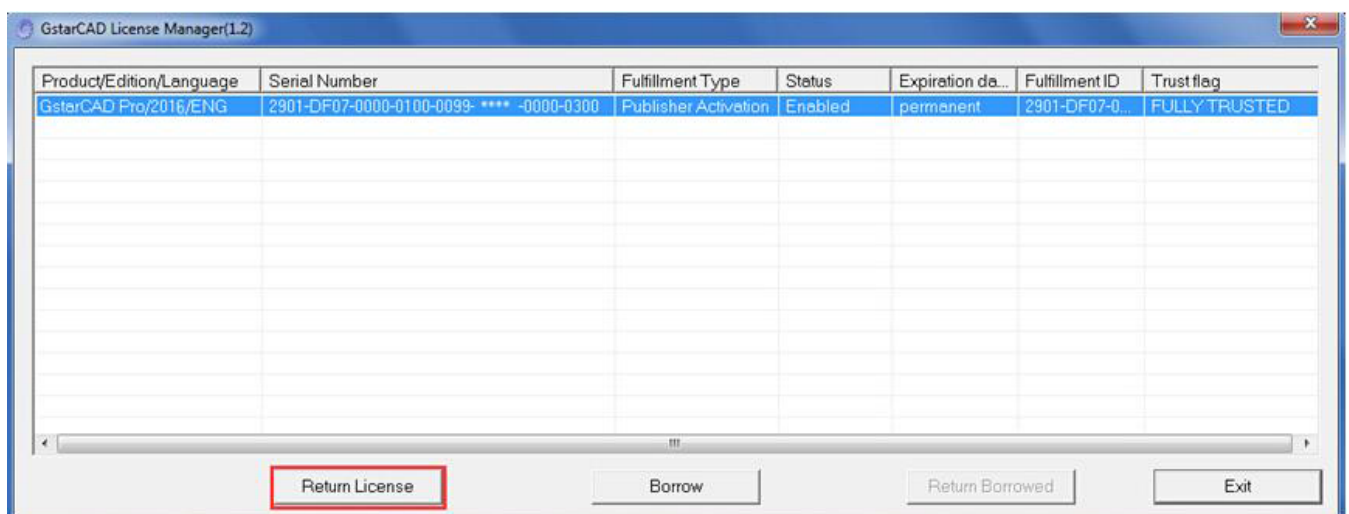 GstarCAD License Manager(1.2)
Product/Edition/Language Serial Number Fulfillment Type Status Expiration da... Fulfillment ID Trust flag
GstarCAD Pro/2016/ENG 2901-DF07-0000-0100-0099- **** -0000-0300 Publisher Activation Enabled permanent 2901-DF07-0... FULLY TRUSTED
Return License Borrow Return Borrowed Exit